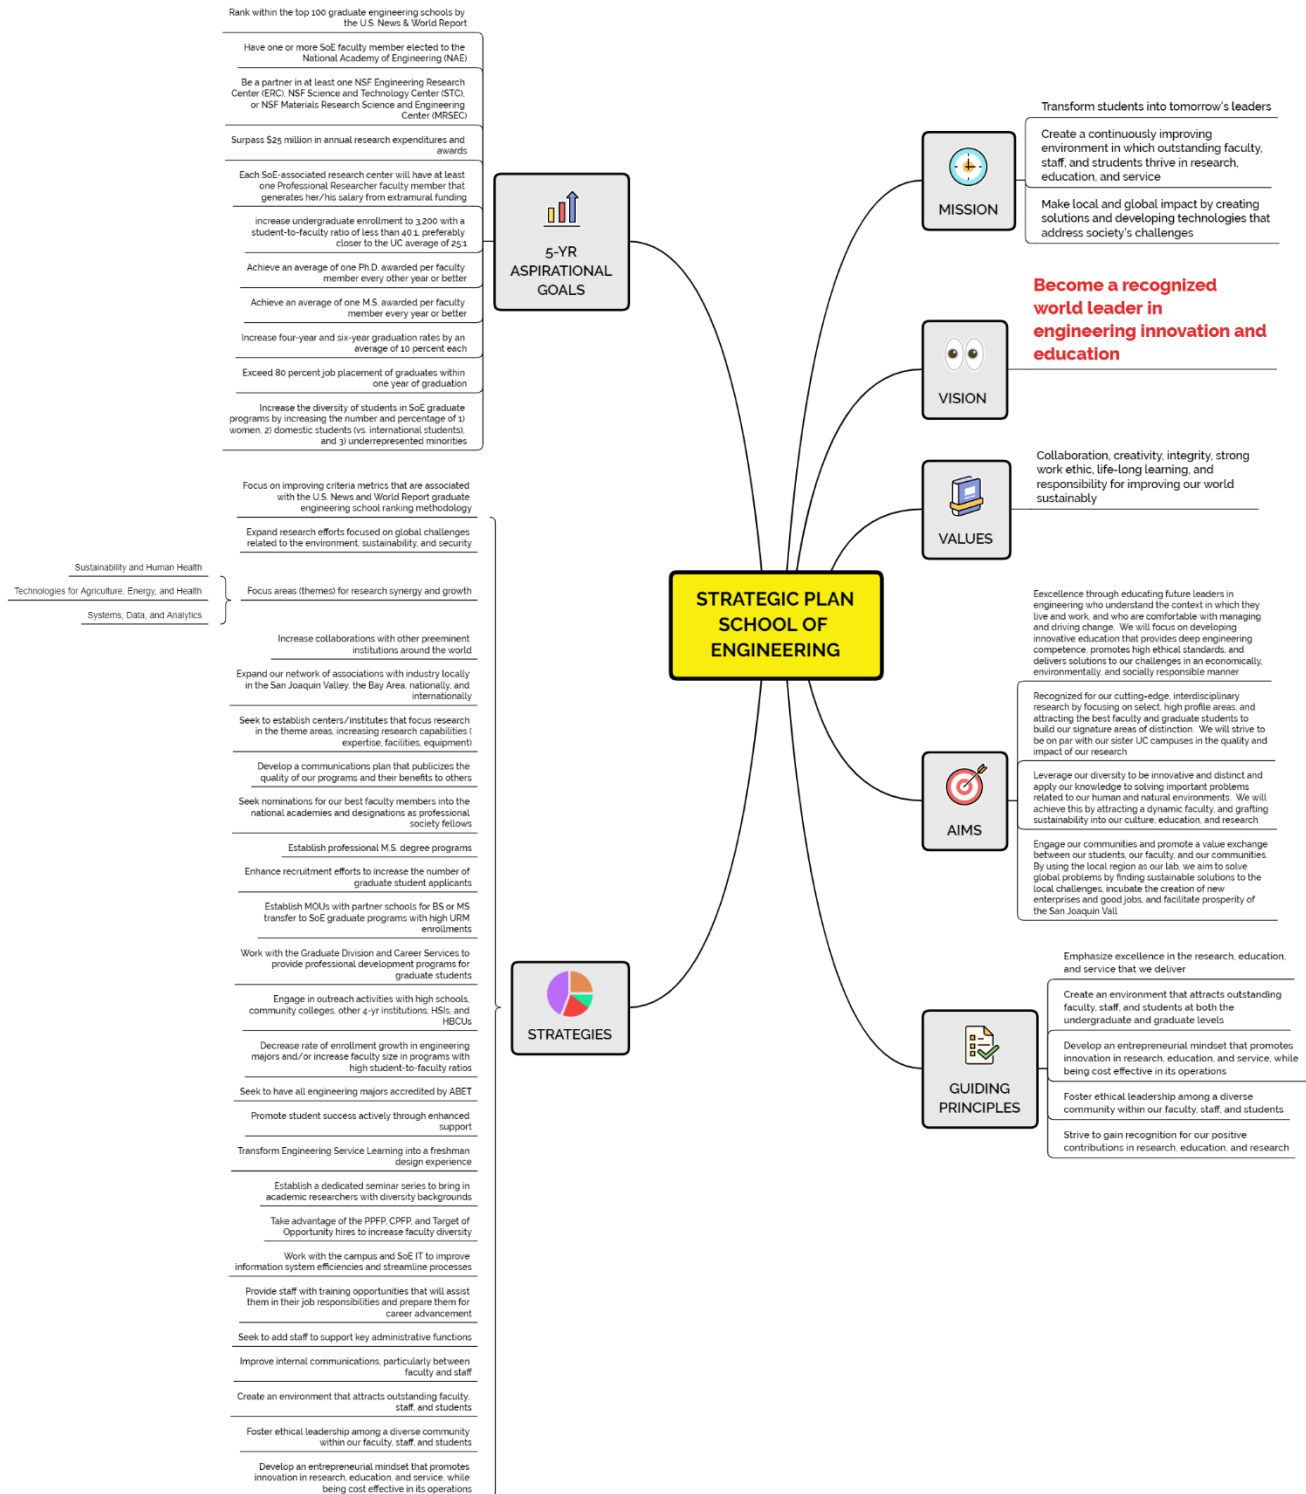 Rank within the top 100 graduate engineering schools by
the U.S. News & World Report
Have one or more SoE faculty member elected to the
National Academy of Engineering (NAE)
Be a partner in at least one NSF Engineering Research
Center (ERC), NSF Science and Technology Center (STC),
or NSF Materials Research Science and Engineering
Center (MRSEC)
Surpass $25 million in annual research expenditures and
awards
Each SoE-associated research center will have at least
one Professional Researcher faculty member that
generates her/his salary from extramural funding
increase undergraduate enrollment to 3,200 with a
student-to-faculty ratio of less than 40:1, preferably
closer to the UC average of 25:1
Achieve an average of one Ph.D. awarded per faculty
member every other year or better
Achieve an average of one M.S. awarded per faculty
member every year or better
Increase four-year and six-year graduation rates by an
average of 10 percent each
Exceed 80 percent job placement of graduates within
one year of graduation
Increase the diversity of students in SoE graduate
programs by increasing the number and percentage of 1)
women, 2) domestic students (vs. international students),
and 3) underrepresented minorities
5-YR
ASPIRATIONAL
GOALS
Focus on improving criteria metrics that are associated
with the U.S. News and World Report graduate
engineering school ranking methodology
Expand research efforts focused on global challenges
related to the environment, sustainability, and security
Sustainability and Human Health
Technologies for Agriculture, Energy, and Health
Systems, Data, and Analytics
Focus areas (themes) for research synergy and growth
Increase collaborations with other preeminent
institutions around the world
Expand our network of associations with industry locally
in the San Joaquin Valley, the Bay Area, nationally, and
internationally
Seek to establish centers/institutes that focus research
in the theme areas, increasing research capabilities (
expertise, facilities, equipment)
Develop a communications plan that publicizes the
quality of our programs and their benefits to others
Seek nominations for our best faculty members into the
national academies and designations as professional
society fellows
Establish professional M.S. degree programs
Enhance recruitment efforts to increase the number of
graduate student applicants
Establish MOUs with partner schools for BS or MS
transfer to SoE graduate programs with high URM
enrollments
Work with the Graduate Division and Career Services to
provide professional development programs for
graduate students
Engage in outreach activities with high schools,
community colleges, other 4-yr institutions, HSIs, and
HBCUs
Decrease rate of enrollment growth in engineering
majors and/or increase faculty size in programs with
high student-to-faculty ratios
Seek to have all engineering majors accredited by ABET
Promote student success actively through enhanced
support
Transform Engineering Service Learning into a freshman
design experience
Establish a dedicated seminar series to bring in
academic researchers with diversity backgrounds
Take advantage of the PPFP, CPFP, and Target of
Opportunity hires to increase faculty diversity
Work with the campus and SoE IT to improve
information system efficiencies and streamline processes
Provide staff with training opportunities that will assist
them in their job responsibilities and prepare them for
career advancement
Seek to add staff to support key administrative functions
Improve internal communications, particularly between
faculty and staff
Create an environment that attracts outstanding faculty,
staff, and students
Foster ethical leadership among a diverse community
within our faculty, staff, and students
Develop an entrepreneurial mindset that promotes
innovation in research, education, and service, while
being cost effective in its operations
STRATEGIES
STRATEGIC PLAN
SCHOOL OF
ENGINEERING
MISSION
Transform students into tomorrow's leaders
Create a continuously improving
environment in which outstanding faculty,
staff, and strudents thrive in research,
education, and service
Make local and global impact by creating
solutions and developing technologies that
address society's challenges
VISION
Become a recognized
world leader in
engineering innovation and
education
VALUES
Collaboration, creativity, integrity, strong
work ethic, life-long learning, and
responsibility for improving our world
sustainably
AIMS
Eexcellence through educating future leaders in
engineering who understand the context in which they
live and work, and who are comfortable with managing
and driving change. We will focus on developing
innovative education that provides deep engineering
competence, promotes high ethical standards, and
delivers solutions to our challenges in an economically,
environmentally, and socially responsible manner
Recognized for our cutting-edge, interdisciplinary
research by focusing on select, high profile areas, and
attracting the best faculty and graduate students to
build our signature areas of distinction. We will strive to
be on par with our sister UC campuses in the quality and
impact of our research
Leverage our diversity to be innovative and distinct and
apply our knowledge to solving important problems
related to our human and natural environments. We will
achieve this by attracting a dynamic faculty, and grafting
sustainability into our culture, education, and research
Engage our communities and promote a value exchange
between our students, our faculty, and our communities.
By using the local region as our lab, we aim to solve
global problems by finding sustainable solutions to the
local challenges, incubate the creation of new
enterprises and good jobs, and facilitate prosperity of
the San Joaquin Vall
GUIDING
PRINCIPLES
Emphasize excellence in the research, education,
and service that we deliver
Create an environment that attracts outstanding
faculty, staff, and students at both the
undergraduate and graduate levels
Develop an entrepreneurial mindset that promotes
innovation in research, education, and service, while
being cost effective in its operations
Foster ethical leadership among a diverse
community within our faculty, staff, and students
Strive to gain recognition for our positive
contributions in research, education, and research